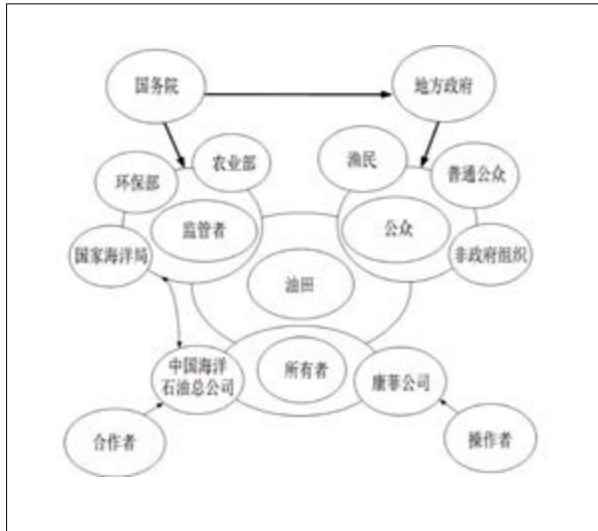 国务院
地方政府
农业部
渔民
环保部
普通公众
监管者
公众
国家海洋局
非政府组织
油田
中国海洋
石油总公司
所有者
康菲公司
合作者
操作者